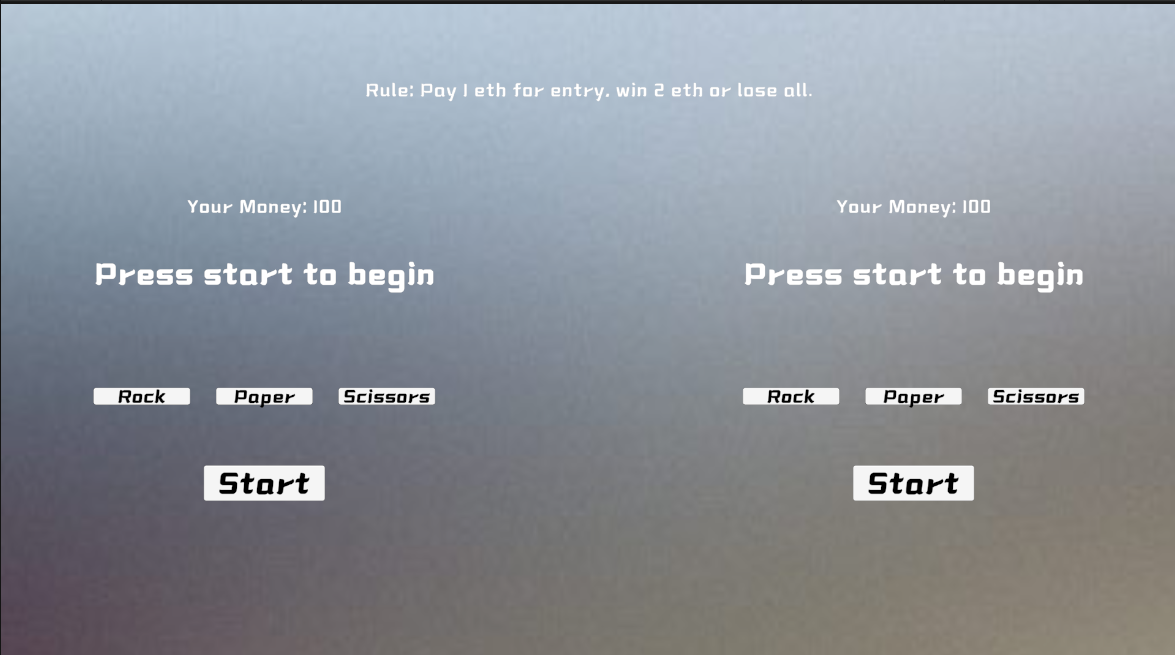 Rule: Pay 1 eth for entry, win 2 eth or lose all.
Your Money: 100
Press start to begin
Rock Paper Scissors
Start
Your Money: 100
Press start to begin
Rock Paper Scissors
Start